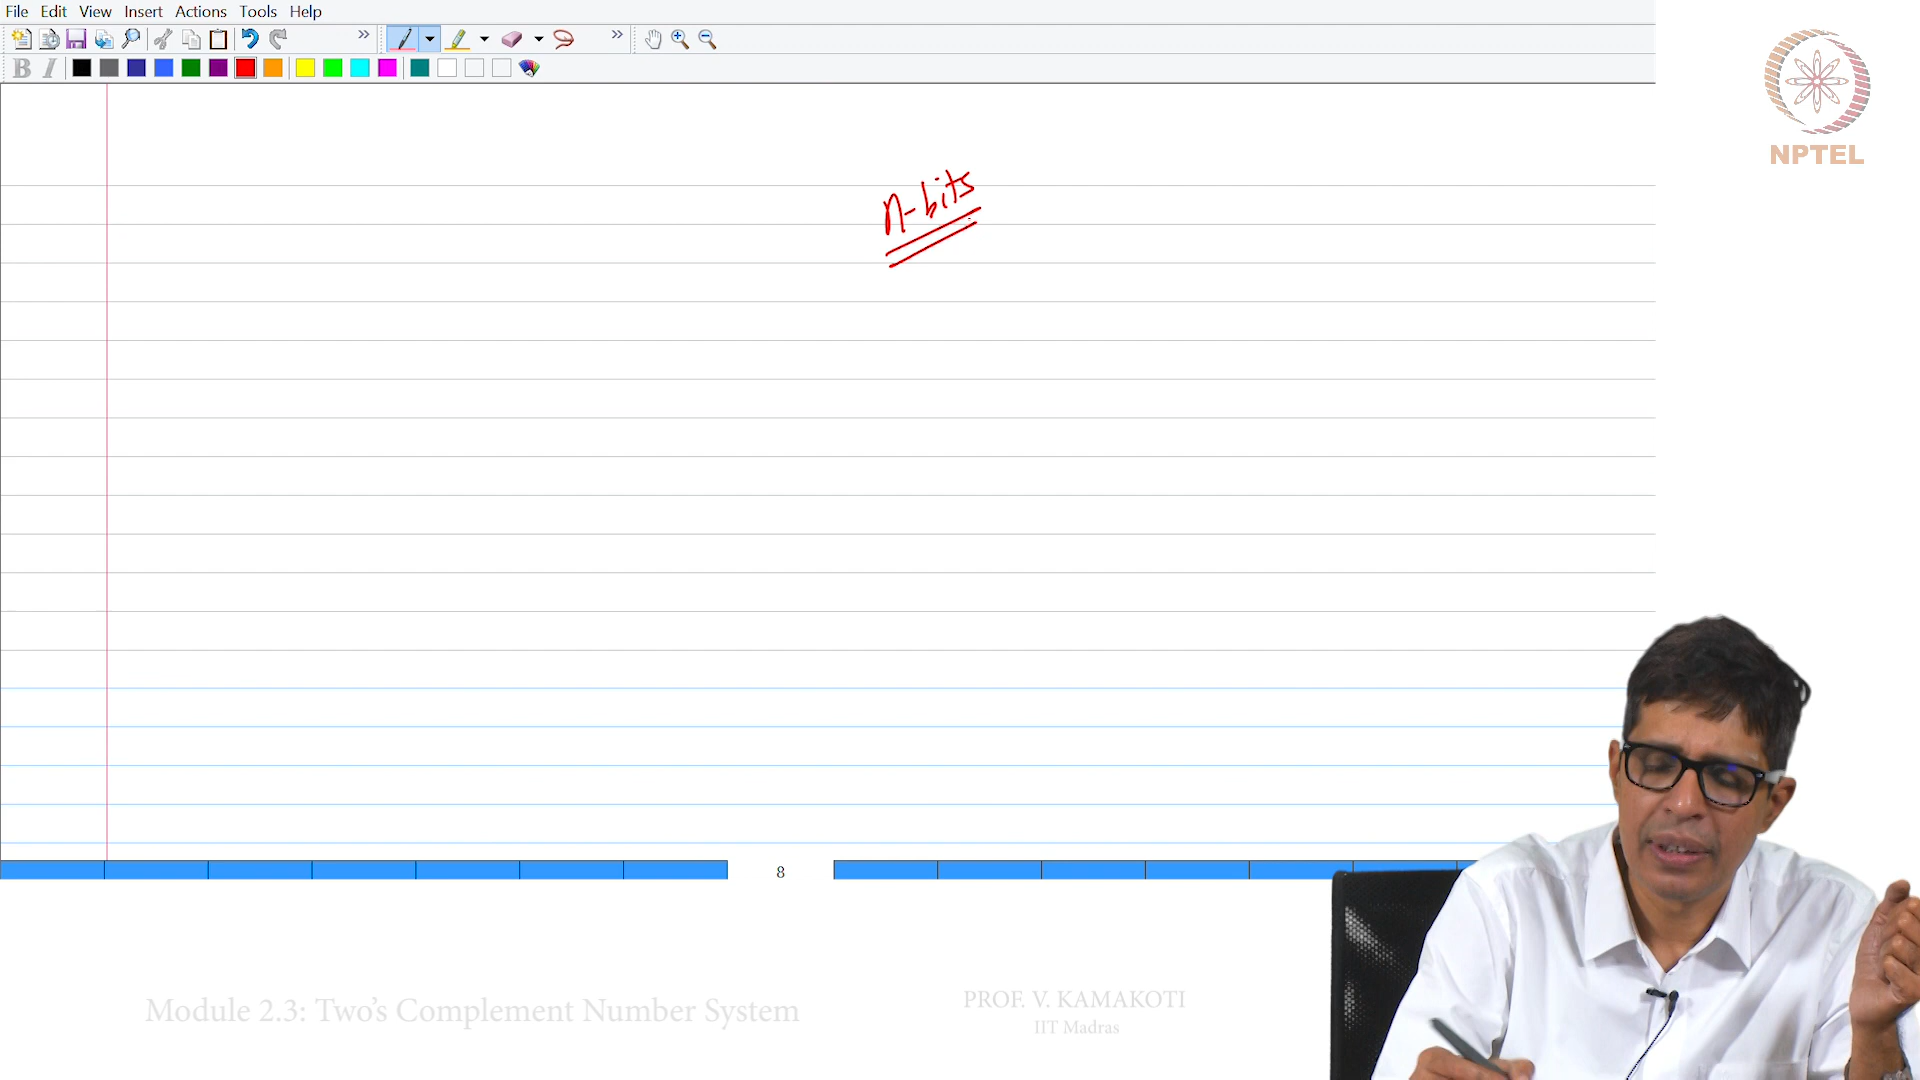 File Edit View Insert Actions Tools Help
B I
NPTEL
n-bits
8
Module 2.3: Two's Complement Number System
PROF. V. KAMAKOTI
IIT Madras